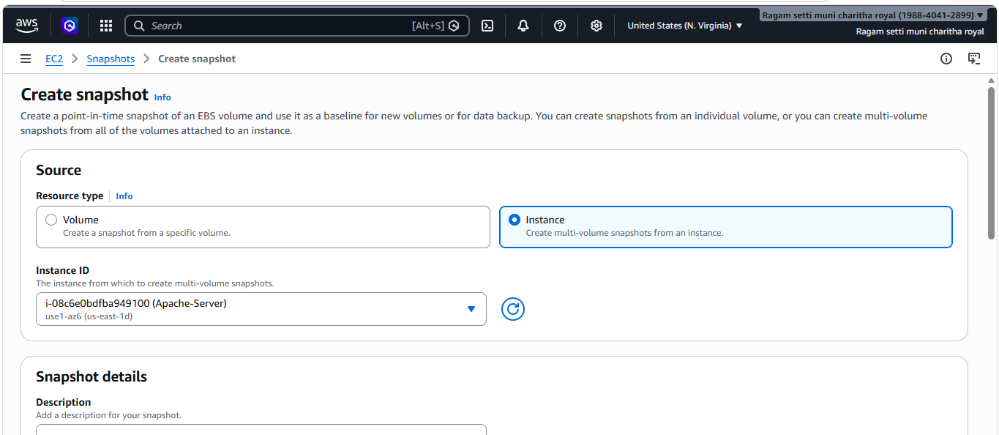 aws
Search [Alt+S]
United States (N. Virginia)
Ragam setti muni charitha royal (1988-4041-2899)
Ragam setti muni charitha royal
EC2 > Snapshots > Create snapshot
Create snapshot Info
Create a point-in-time snapshot of an EBS volume and use it as a baseline for new volumes or for data backup. You can create snapshots from an individual volume, or you can create multi-volume
snapshots from all of the volumes attached to an instance.
Source
Resource type Info
Volume
Create a snapshot from a specific volume.
Instance
Create multi-volume snapshots from an instance.
Instance ID
The instance from which to create multi-volume snapshots.
i-08c6e0bdfba949100 (Apache-Server)
use1-az6 (us-east-1d)
Snapshot details
Description
Add a description for your snapshot.